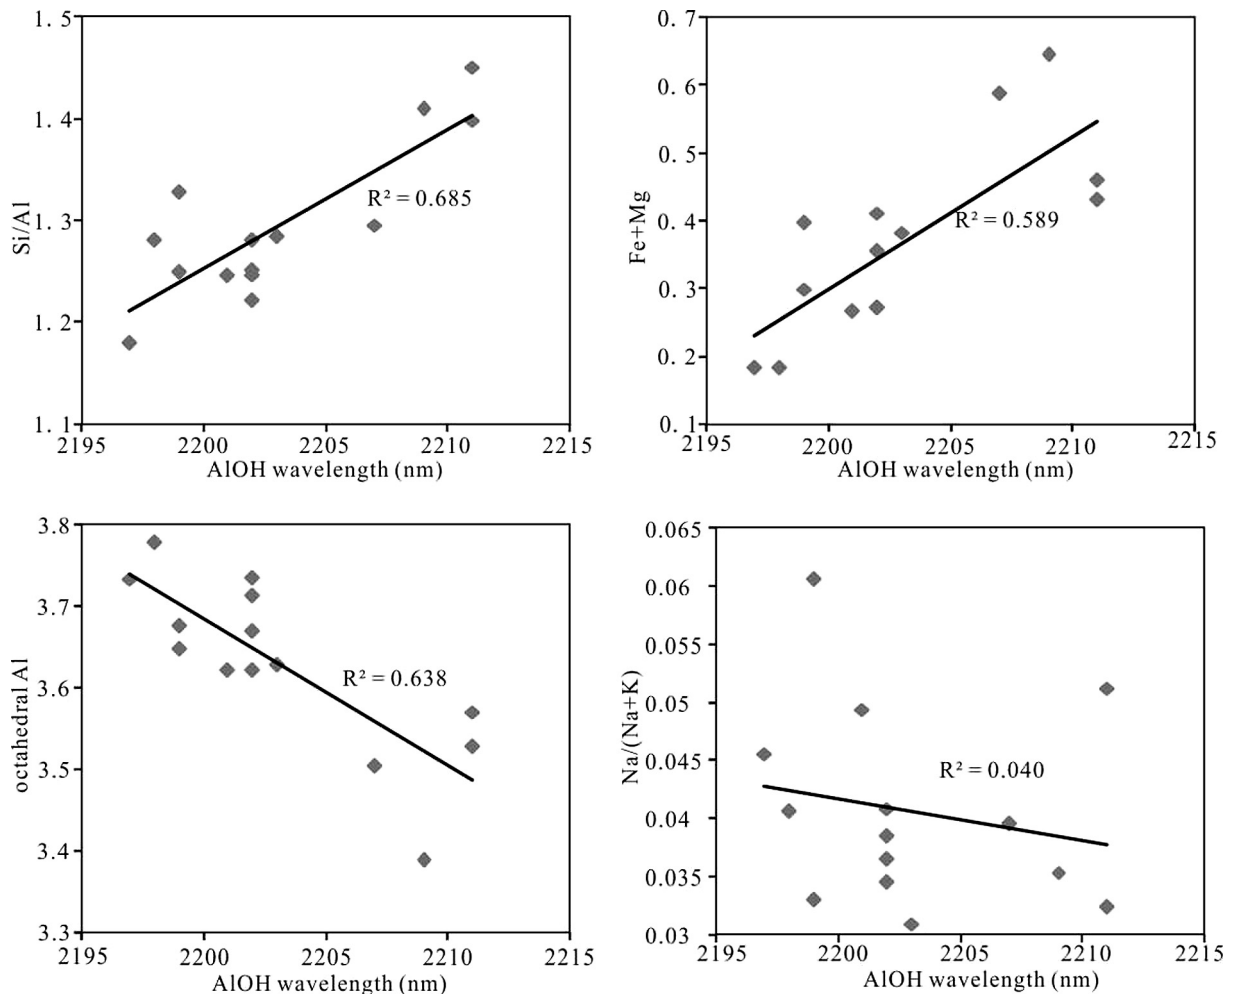 1. 5
1. 4
1. 3
1. 2
1. 1
Si/Al
R² = 0.685
2195 2200 2205 2210 2215
AlOH wavelength (nm)
0. 7
0. 6
0. 5
0. 4
0. 3
0. 2
0. 1
Fe+Mg
R² = 0.589
2195 2200 2205 2210 2215
AlOH wavelength (nm)
3.8
3.7
3.6
3.5
3.4
3.3
octahedral Al
R² = 0.638
2195 2200 2205 2210 2215
AlOH wavelength (nm)
0.065
0.06
0.055
0.05
0.045
0.04
0.035
0.03
Na/(Na+K)
R² = 0.040
2195 2200 2205 2210 2215
AlOH wavelength (nm)